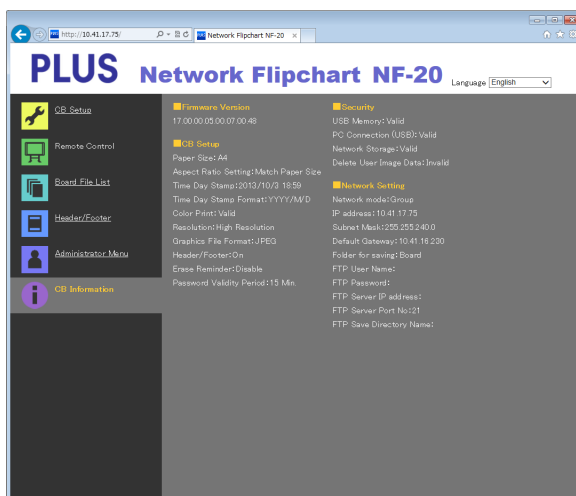 http://10.41.17.75/
Network Flipchart NF-20
PLUS Network Flipchart NF-20
Language English
CB Setup
Remote Control
Board File List
Header/Footer
Administrator Menu
CB Information
Firmware Version
17.00.00.05.00.07.00.48
CB Setup
Paper Size:A4
Aspect Ratio Setting:Match Paper Size
Time Day Stamp:2013/10/3 18:59
Time Day Stamp Format:YYYY/M/D
Color Print:Valid
Resolution:High Resolution
Graphics File Format:JPEG
Header/Footer:On
Erase Reminder:Disable
Password Validity Period:15 Min.
Security
USB Memory:Valid
PC Connection (USB):Valid
Network Storage:Valid
Delete User Image Data:Invalid
Network Setting
Network mode:Group
IP address:10.41.17.75
Subnet Mask:255.255.240.0
Default Gateway:10.41.16.230
Folder for saving:Board
FTP User Name:
FTP Password:
FTP Server IP address:
FTP Server Port No:21
FTP Save Directory Name: